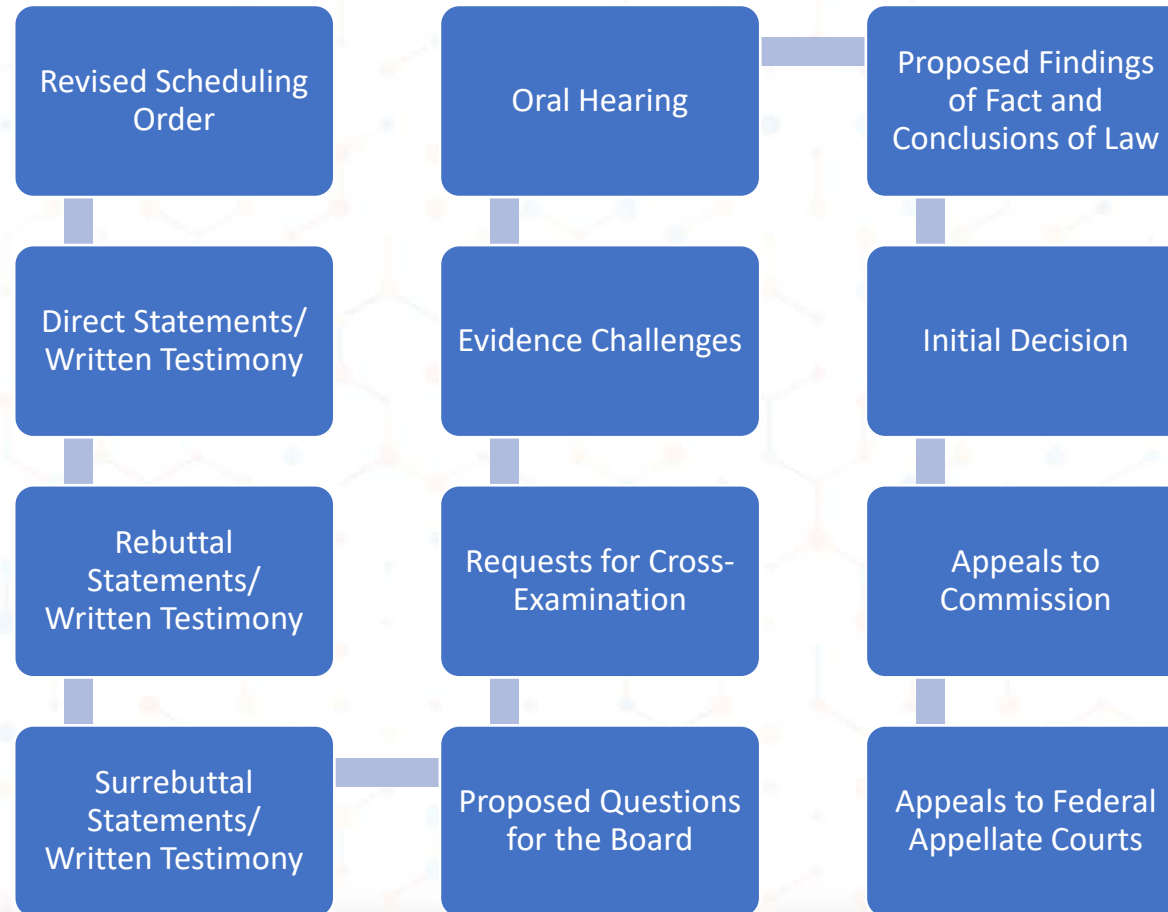 Revised Scheduling
Order
Direct Statements/
Written Testimony
Rebuttal
Statements/
Written Testimony
Surrebuttal
Statements/
Written Testimony
Proposed Questions
for the Board
Requests for Cross-
Examination
Evidence Challenges
Oral Hearing
Proposed Findings
of Fact and
Conclusions of Law
Initial Decision
Appeals to
Commission
Appeals to Federal
Appellate Courts